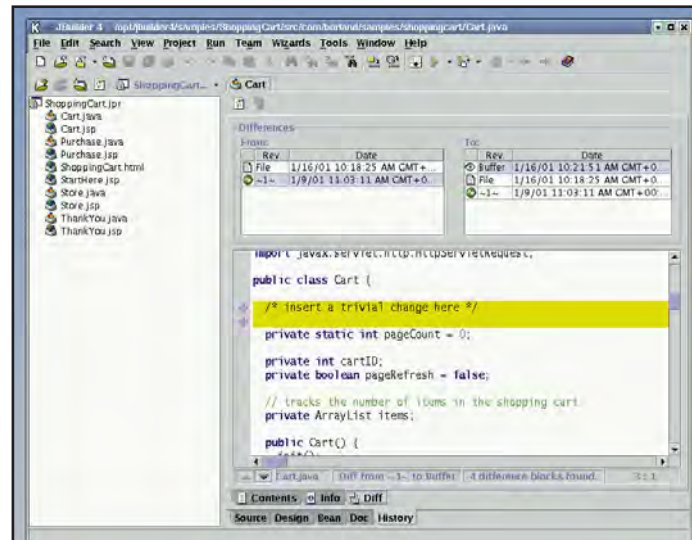 JBuilder 4 /opt/jbuilder4/samples/ShoppingCart/src/com/borland/samples/shoppingcart/Cart.java
File Edit Search View Project Run Team Wizards Tools Window Help
ShoppingCart...
Cart
ShoppingCart.jpr
Cart.java
Cart.jsp
Purchase.java
Purchase.jsp
ShoppingCart.html
StartHere.jsp
Store.java
Store.jsp
ThankYou.java
ThankYou.jsp
Differences
From:
Rev. Date
File 1/16/01 10:18:25 AM GMT+...
~1~ 1/9/01 11:03:11 AM GMT+0...
To:
Rev. Date
Buffer 1/16/01 10:21:51 AM GMT+0...
File 1/16/01 10:18:25 AM GMT+0...
~1~ 1/9/01 11:03:11 AM GMT+00:...
import javax.servlet.http.HttpServletRequest;
public class Cart {
/* insert a trivial change here */
private static int pageCount = 0;
private int cartID;
private boolean pageRefresh = false;
// tracks the number of items in the shopping cart
private ArrayList items;
public Cart() {
init();
Cart.java Diff from ~1~ to Buffer 4 difference blocks found. 3:1
Contents Info Diff
Source Design Bean Doc History